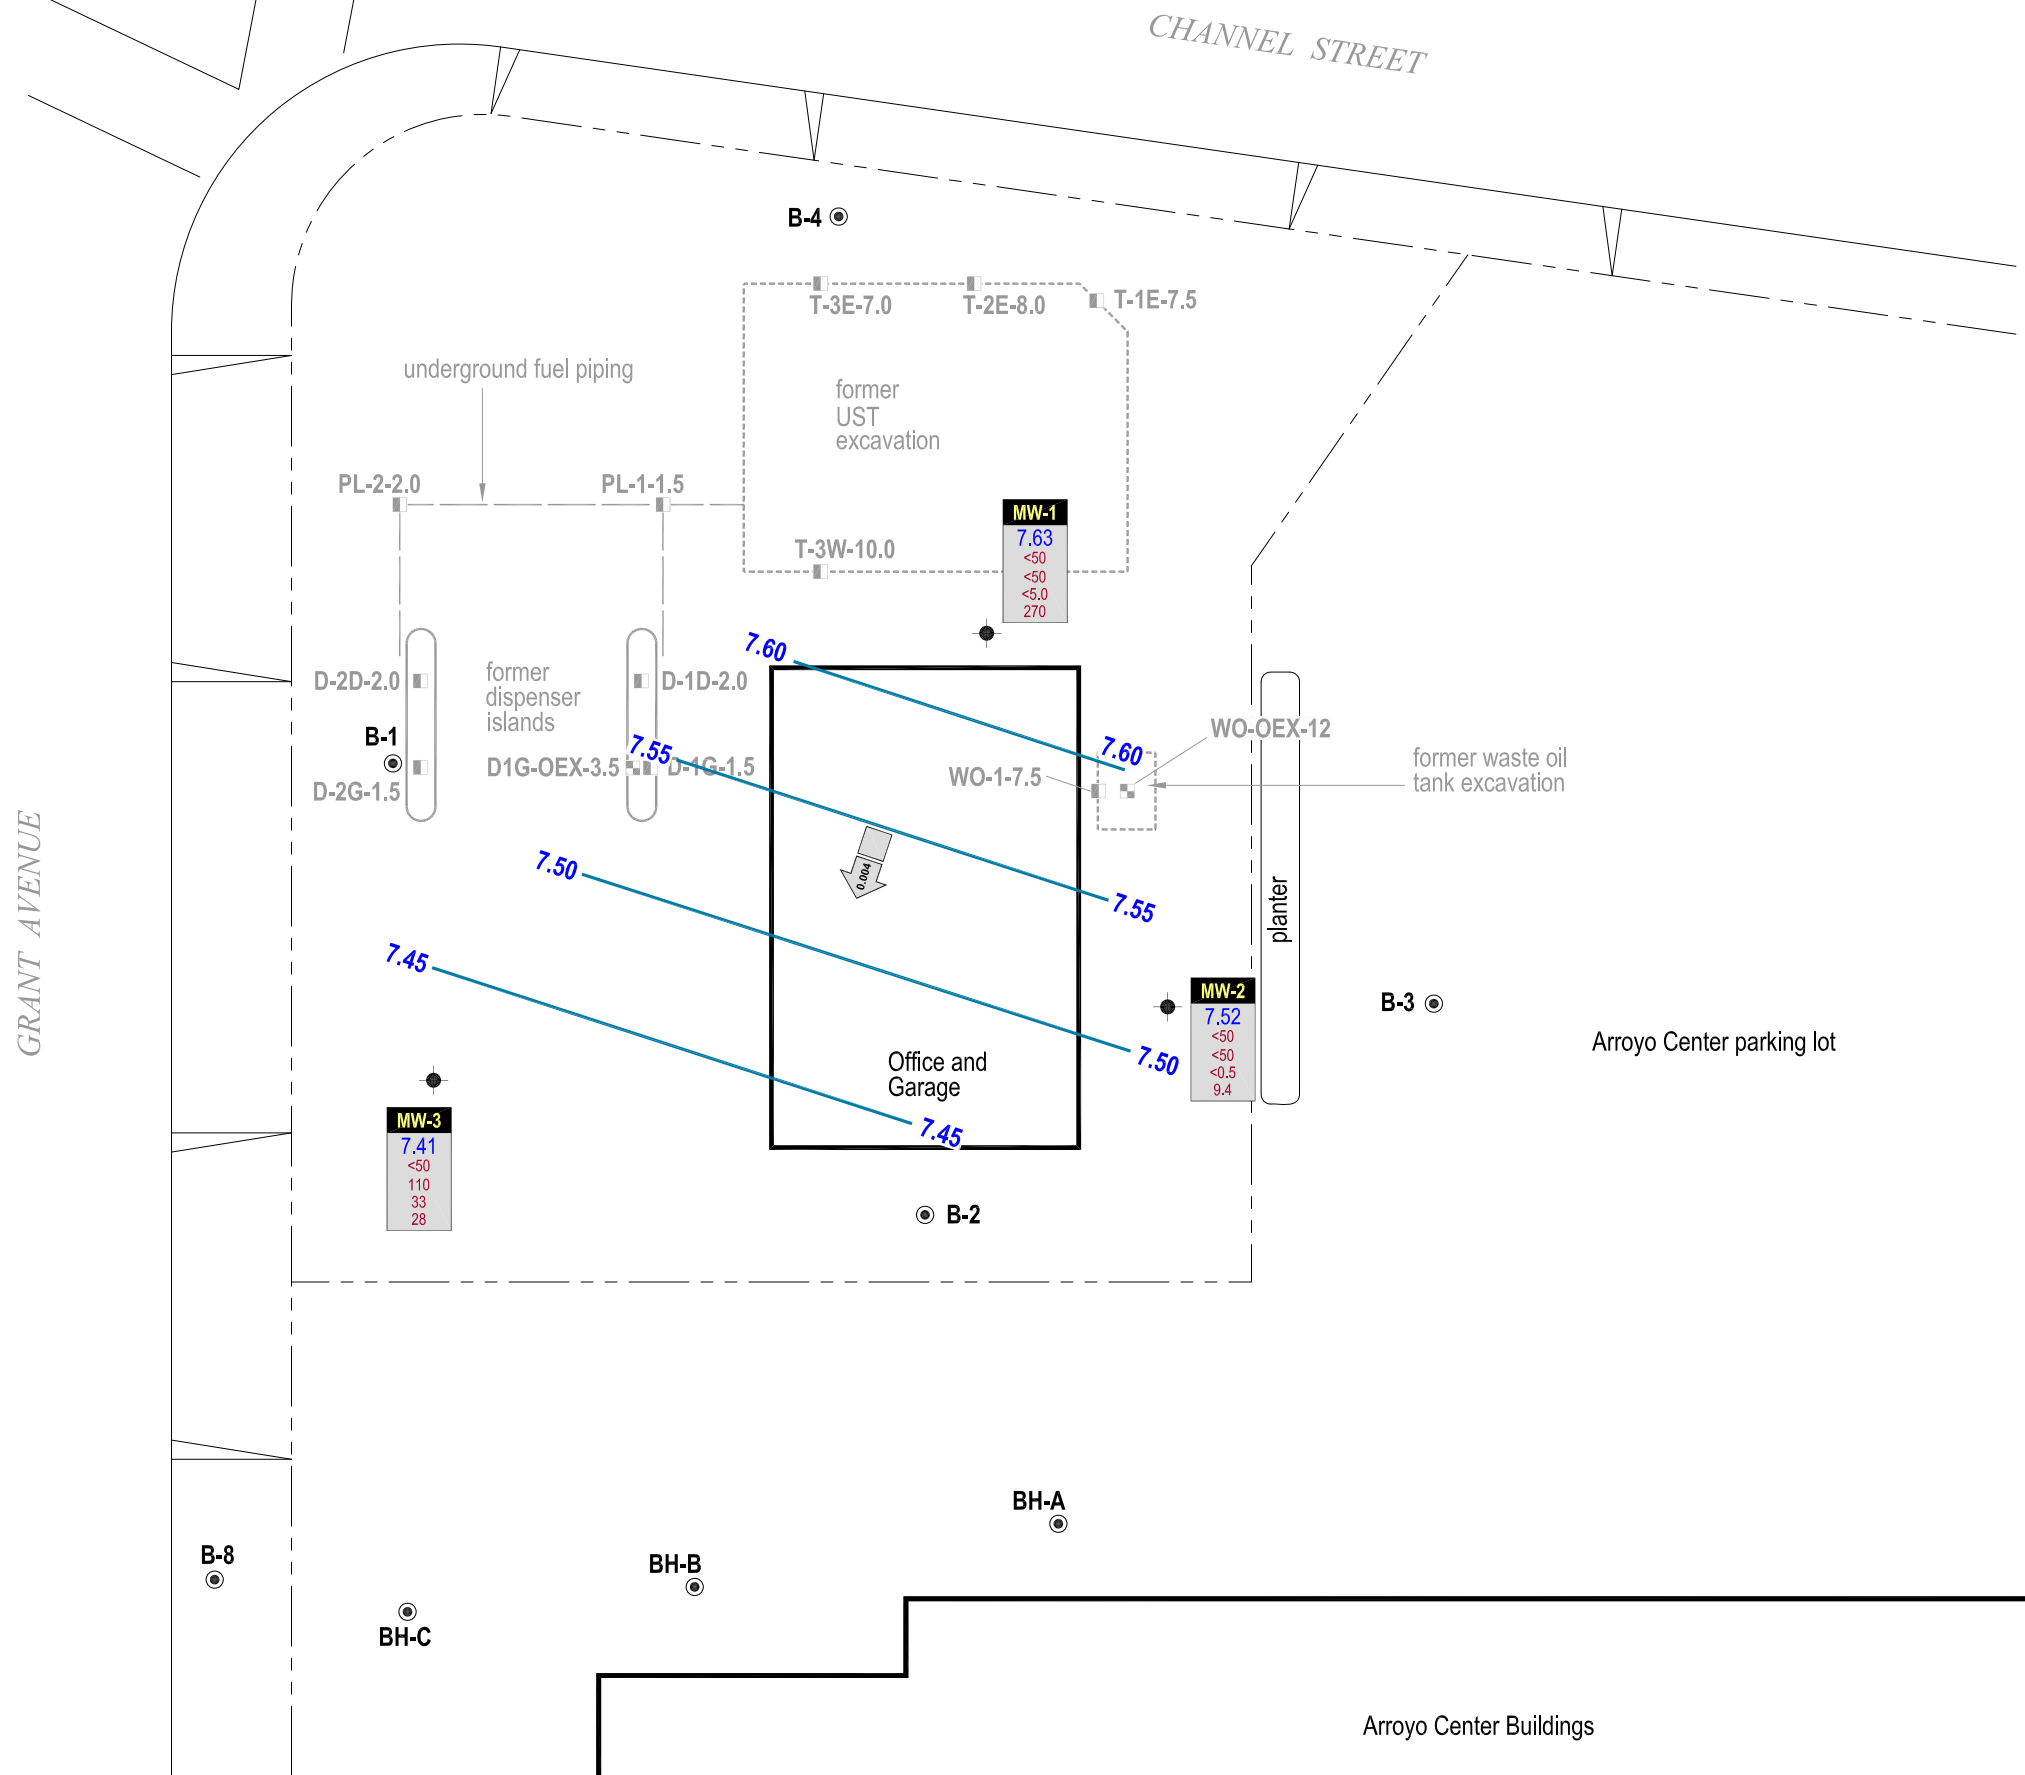 CHANNEL STREET
B-4
T-3E-7.0
T-2E-8.0
T-1E-7.5
underground fuel piping
former
UST
excavation
PL-2-2.0
PL-1-1.5
MW-1
7.63
<50
<50
<5.0
270
T-3W-10.0
7.60
D-2D-2.0
former
dispenser
islands
D-1D-2.0
B-1
7.55
7.60
WO-OEX-12
former waste oil
tank excavation
D1G-OEX-3.5
D-1G-1.5
WO-1-7.5
D-2G-1.5
GRANT AVENUE
7.50
0.004
7.55
planter
7.45
MW-2
7.52
<50
<50
<0.5
9.4
B-3
Arroyo Center parking lot
7.50
Office and
Garage
MW-3
7.41
<50
110
33
28
7.45
B-2
BH-A
B-8
BH-B
BH-C
Arroyo Center Buildings